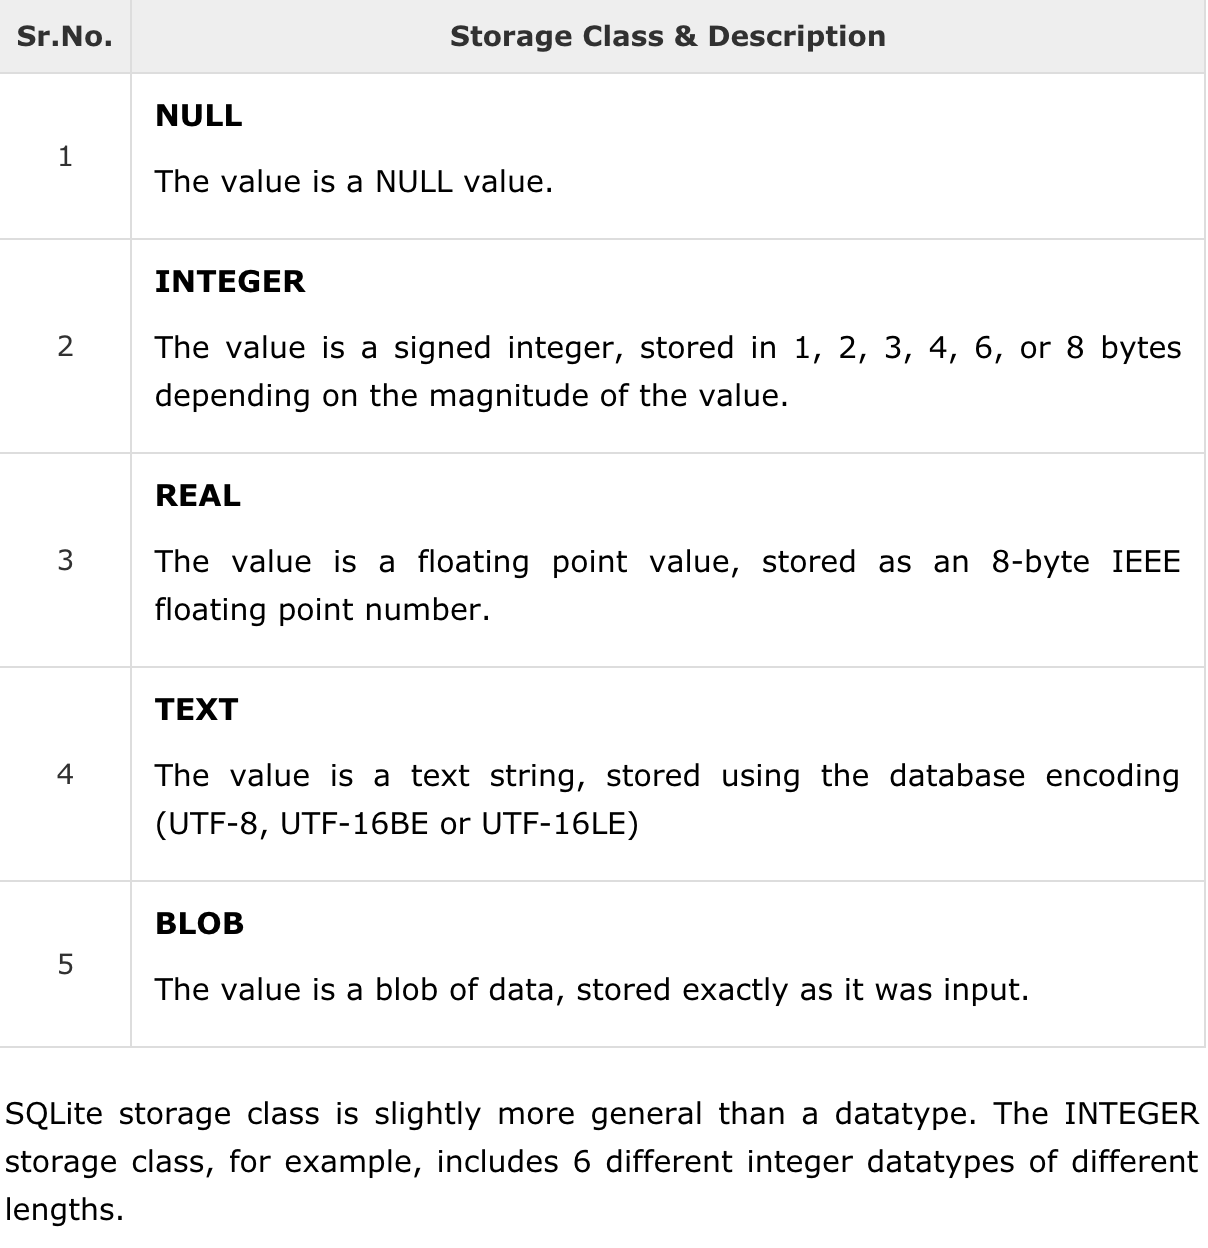 Sr.No. Storage Class & Description
NULL
1
The value is a NULL value.
INTEGER
2
The value is a signed integer, stored in 1, 2, 3, 4, 6, or 8 bytes
depending on the magnitude of the value.
REAL
3
The value is a floating point value, stored as an 8-byte IEEE
floating point number.
TEXT
4
The value is a text string, stored using the database encoding
(UTF-8, UTF-16BE or UTF-16LE)
BLOB
5
The value is a blob of data, stored exactly as it was input.
SQLite storage class is slightly more general than a datatype. The INTEGER
storage class, for example, includes 6 different integer datatypes of different
lengths.